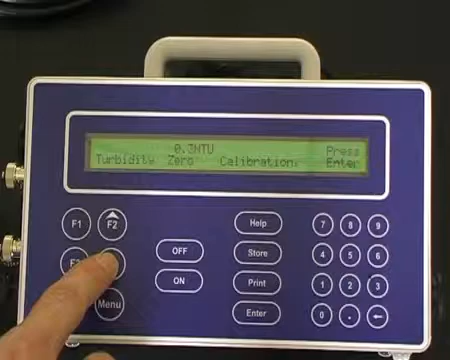 0.3NTU Press
Turbidity Zero Calibration. Enter
F1 F2 Help 7 8 9
OFF Store 4 5 6
ON Print 1 2 3
Menu Enter 0 . ←